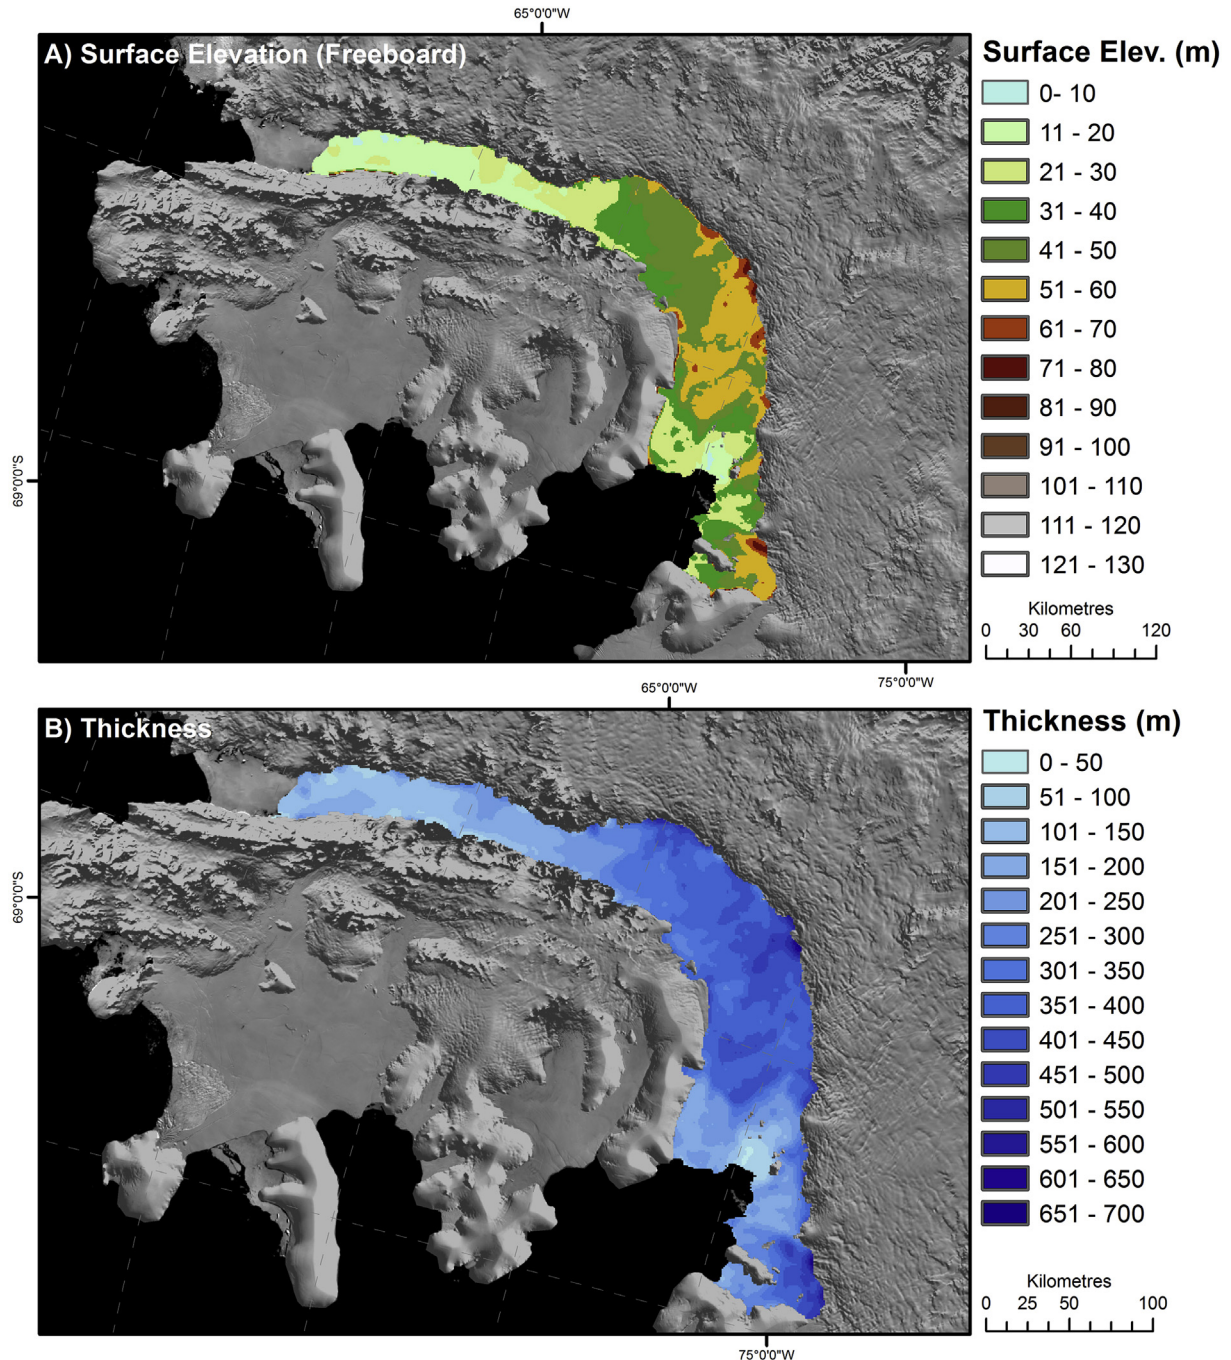 65°0'0"W
A) Surface Elevation (Freeboard)
69°0'0"S
75°0'0"W
Surface Elev. (m)
0- 10
11 - 20
21 - 30
31 - 40
41 - 50
51 - 60
61 - 70
71 - 80
81 - 90
91 - 100
101 - 110
111 - 120
121 - 130
Kilometres
0 30 60 120
65°0'0"W
B) Thickness
69°0'0"S
75°0'0"W
Thickness (m)
0 - 50
51 - 100
101 - 150
151 - 200
201 - 250
251 - 300
301 - 350
351 - 400
401 - 450
451 - 500
501 - 550
551 - 600
601 - 650
651 - 700
Kilometres
0 25 50 100